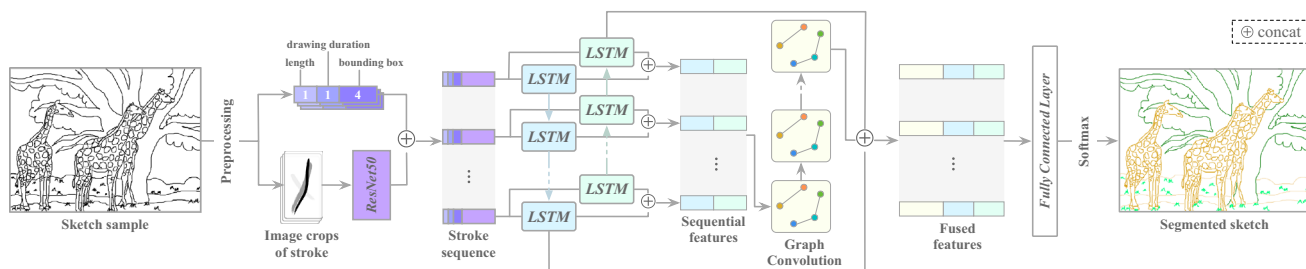 drawing duration
length
bounding box
1 1 4
Sketch sample
Preprocessing
ResNet50
Image crops
of stroke
Stroke
sequence
...
LSTM
LSTM
LSTM
LSTM
LSTM
LSTM
Sequential
features
...
Graph
Convolution
Fused
features
...
Fully Connected Layer
Softmax
concat
Segmented sketch